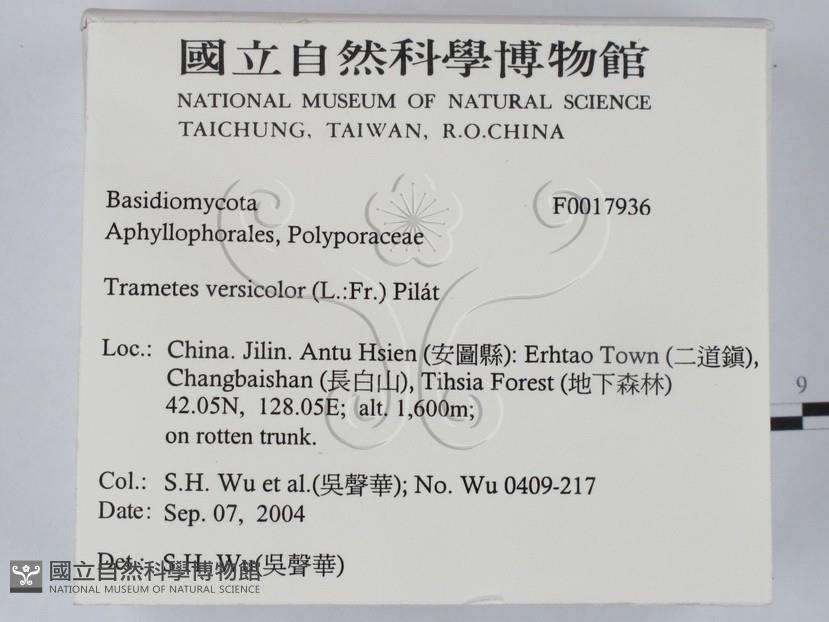 國立自然科學博物館
NATIONAL MUSEUM OF NATURAL SCIENCE
TAICHUNG, TAIWAN, R.O.CHINA
Basidiomycota F0017936
Aphyllophorales, Polyporaceae
Trametes versicolor (L.:Fr.) Pilát
Loc.: China. Jilin. Antu Hsien (安圖縣): Erhtao Town (二道鎭),
Changbaishan (長白山), Tihsia Forest (地下森林)
42.05N, 128.05E; alt. 1,600m;
on rotten trunk.
9
Col.: S.H. Wu et al.(吳聲華); No. Wu 0409-217
Date: Sep. 07, 2004
Det.: S.H. Wu(吳聲華)
國立自然科學博物館
NATIONAL MUSEUM OF NATURAL SCIENCE